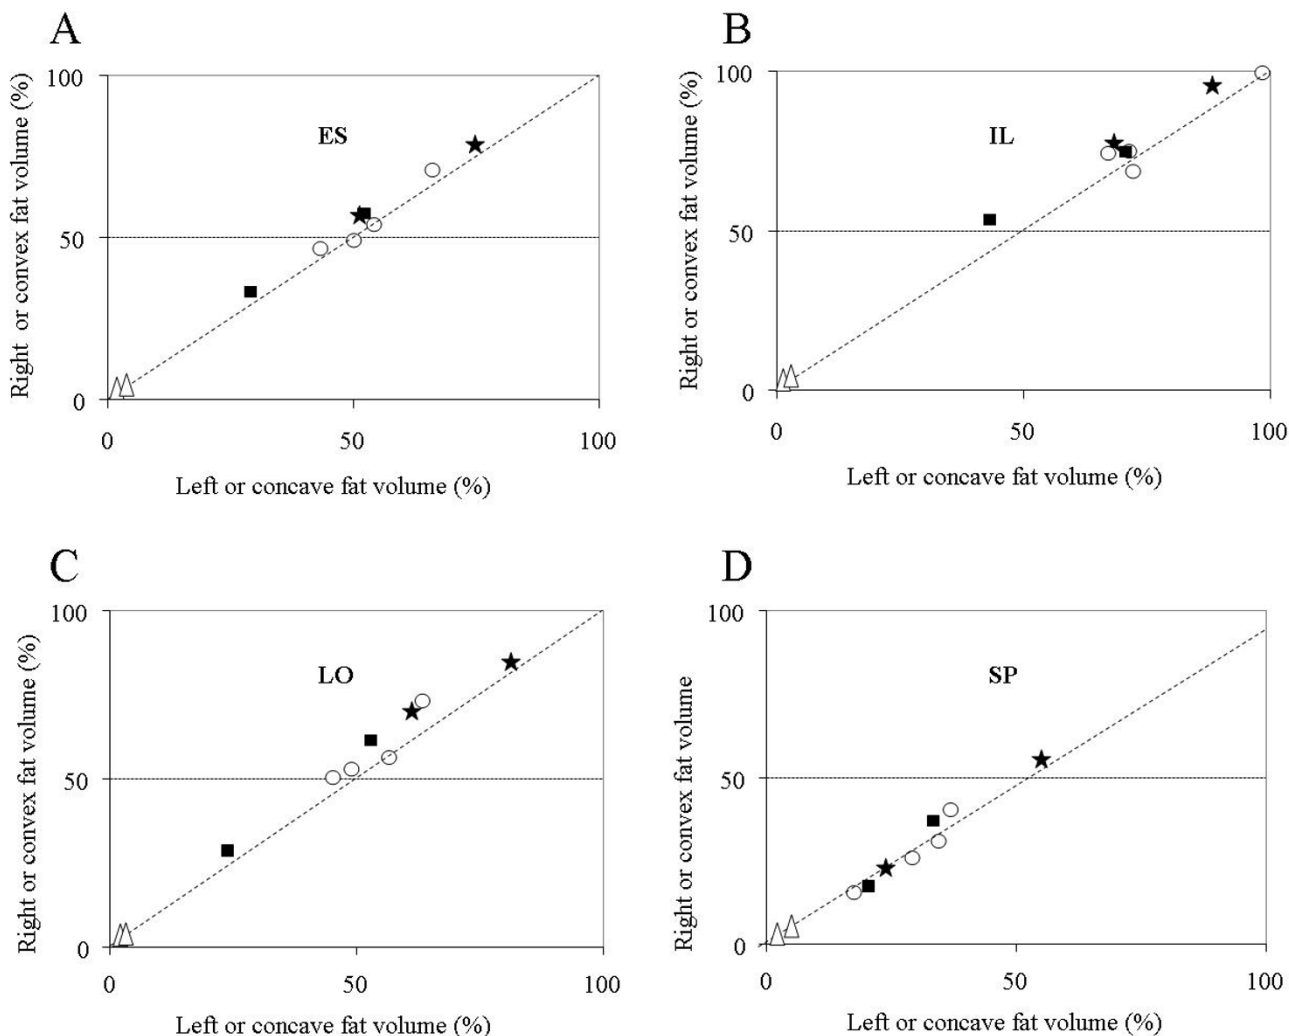 A
B
Right or convex fat volume (%)
100
50
0
ES
0
50
100
Left or concave fat volume (%)
Right or convex fat volume (%)
100
50
0
IL
0
50
100
Left or concave fat volume (%)
C
D
Right or convex fat volume (%)
100
50
0
LO
0
50
100
Left or concave fat volume (%)
Right or convex fat volume
100
50
0
SP
0
50
100
Left or concave fat volume (%)